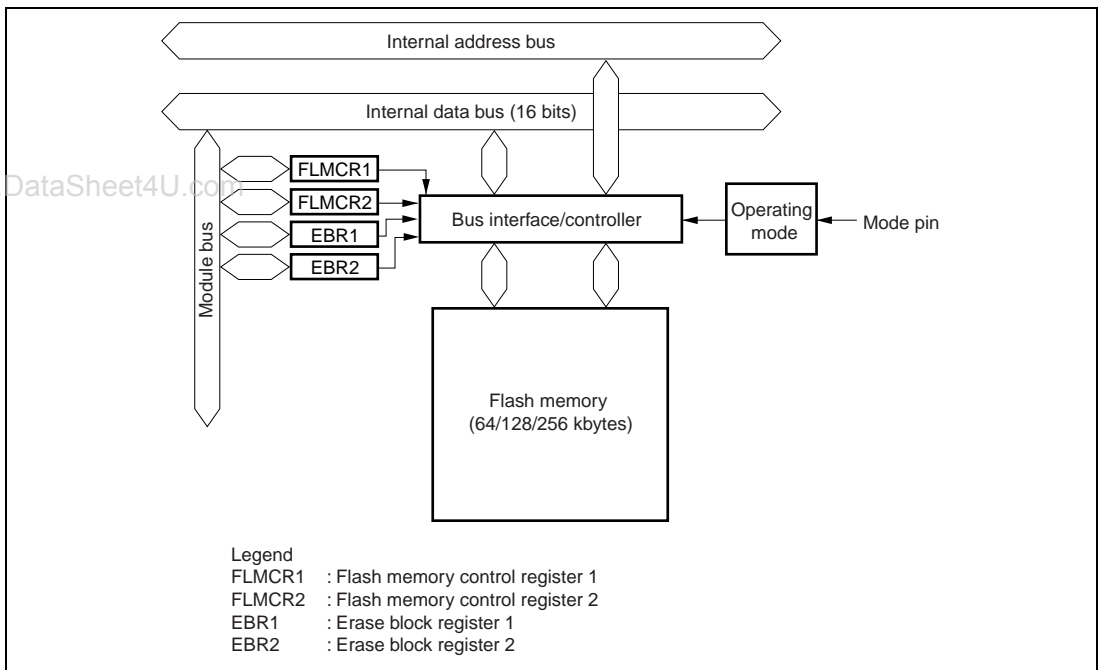 Internal address bus
Internal data bus (16 bits)
DataSheet4U.com
Module bus
FLMCR1
FLMCR2
EBR1
EBR2
Bus interface/controller
Operating
mode
Mode pin
Flash memory
(64/128/256 kbytes)
Legend
FLMCR1 : Flash memory control register 1
FLMCR2 : Flash memory control register 2
EBR1 : Erase block register 1
EBR2 : Erase block register 2